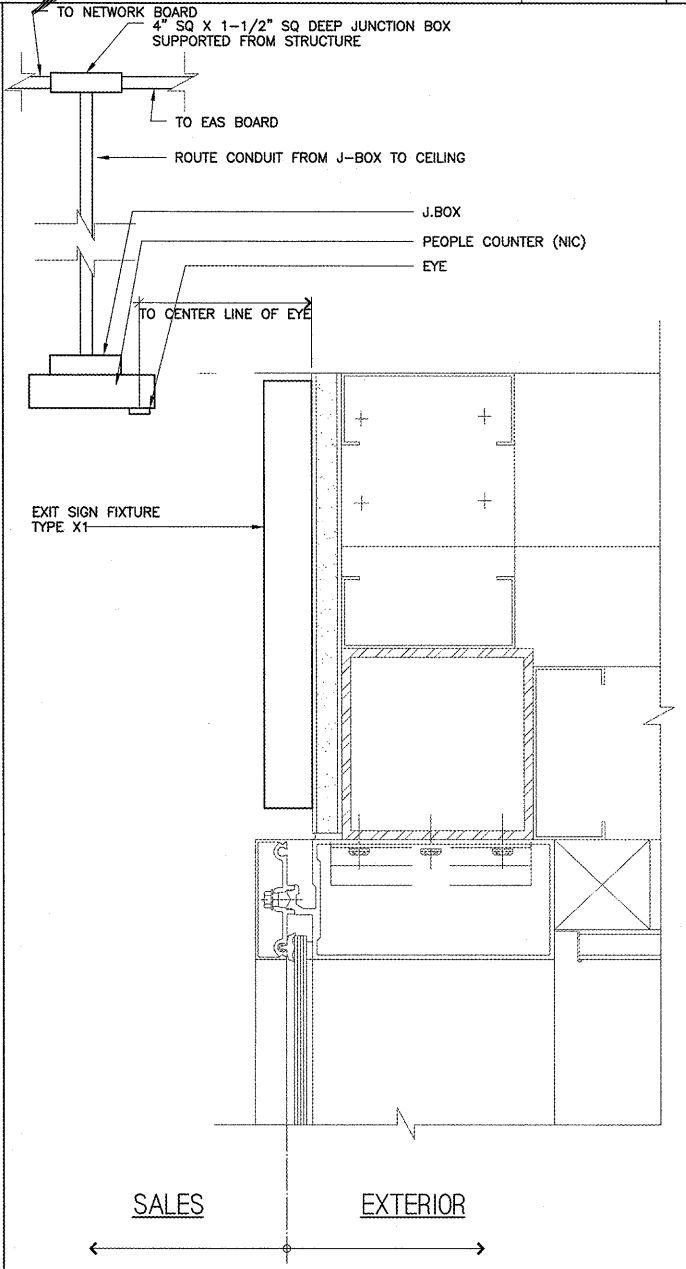 TO NETWORK BOARD
4" SQ X 1-1/2" SQ DEEP JUNCTION BOX
SUPPORTED FROM STRUCTURE
TO EAS BOARD
ROUTE CONDUIT FROM J-BOX TO CEILING
J.BOX
PEOPLE COUNTER (NIC)
EYE
TO CENTER LINE OF EYE
EXIT SIGN FIXTURE
TYPE X1
SALES
EXTERIOR